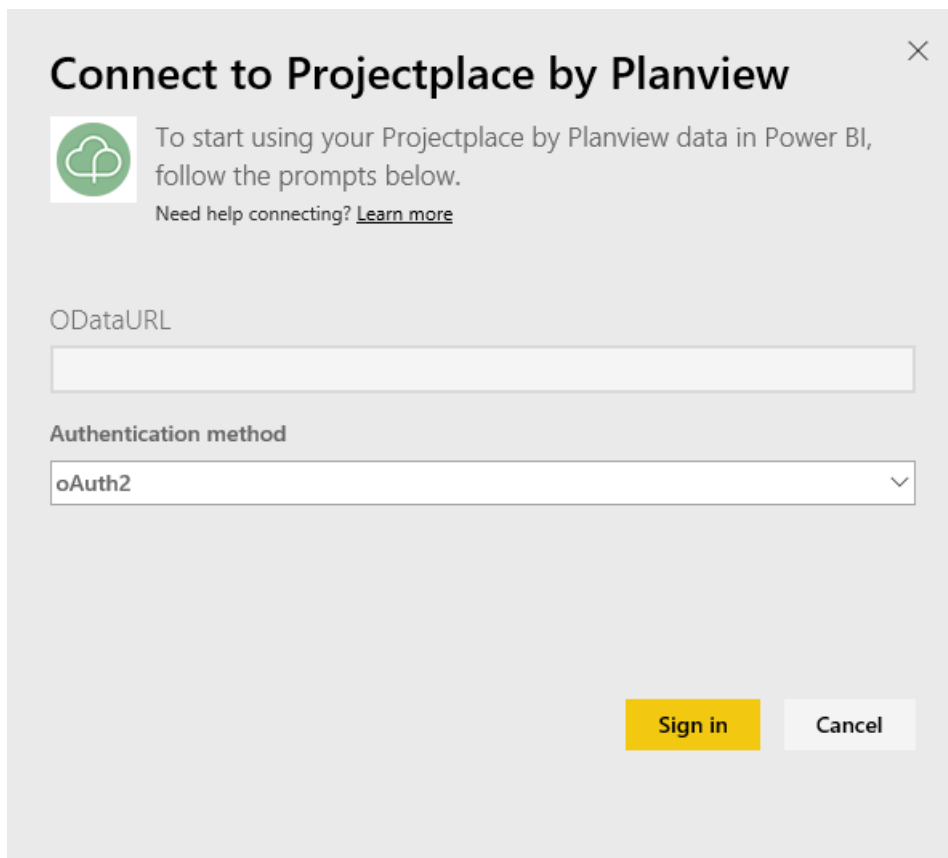 Connect to Projectplace by Planview
To start using your Projectplace by Planview data in Power BI,
follow the prompts below.
Need help connecting? Learn more
ODataURL
Authentication method
oAuth2
Sign in
Cancel